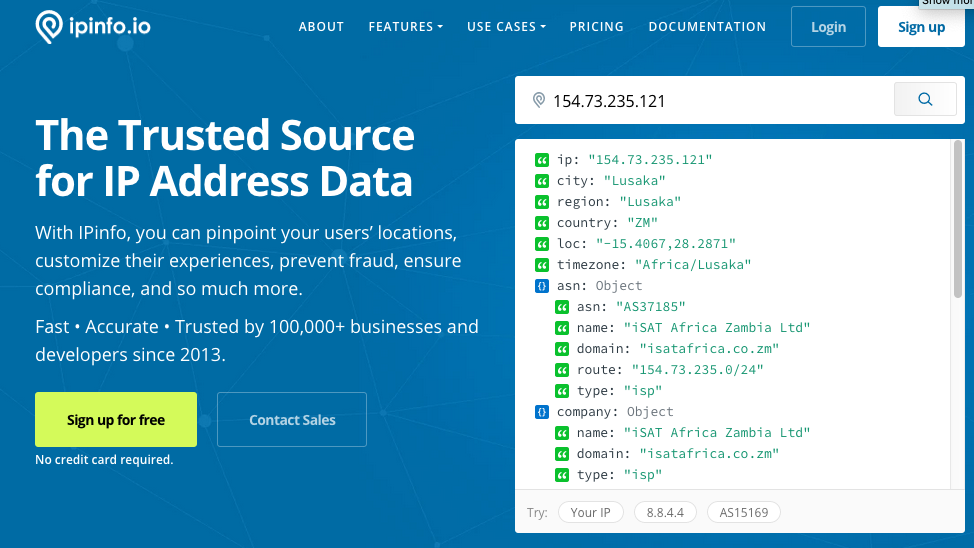 Show mor
ipinfo.io
ABOUT FEATURES USE CASES PRICING DOCUMENTATION Login Sign up
154.73.235.121
The Trusted Source
for IP Address Data
With IPinfo, you can pinpoint your users’ locations,
customize their experiences, prevent fraud, ensure
compliance, and so much more.
Fast • Accurate • Trusted by 100,000+ businesses and
developers since 2013.
Sign up for free Contact Sales
No credit card required.
ip: "154.73.235.121"
city: "Lusaka"
region: "Lusaka"
country: "ZM"
loc: "-15.4067,28.2871"
timezone: "Africa/Lusaka"
{} asn: Object
asn: "AS37185"
name: "iSAT Africa Zambia Ltd"
domain: "isatafrica.co.zm"
route: "154.73.235.0/24"
type: "isp"
{} company: Object
name: "iSAT Africa Zambia Ltd"
domain: "isatafrica.co.zm"
type: "isp"
Try: Your IP 8.8.4.4 AS15169